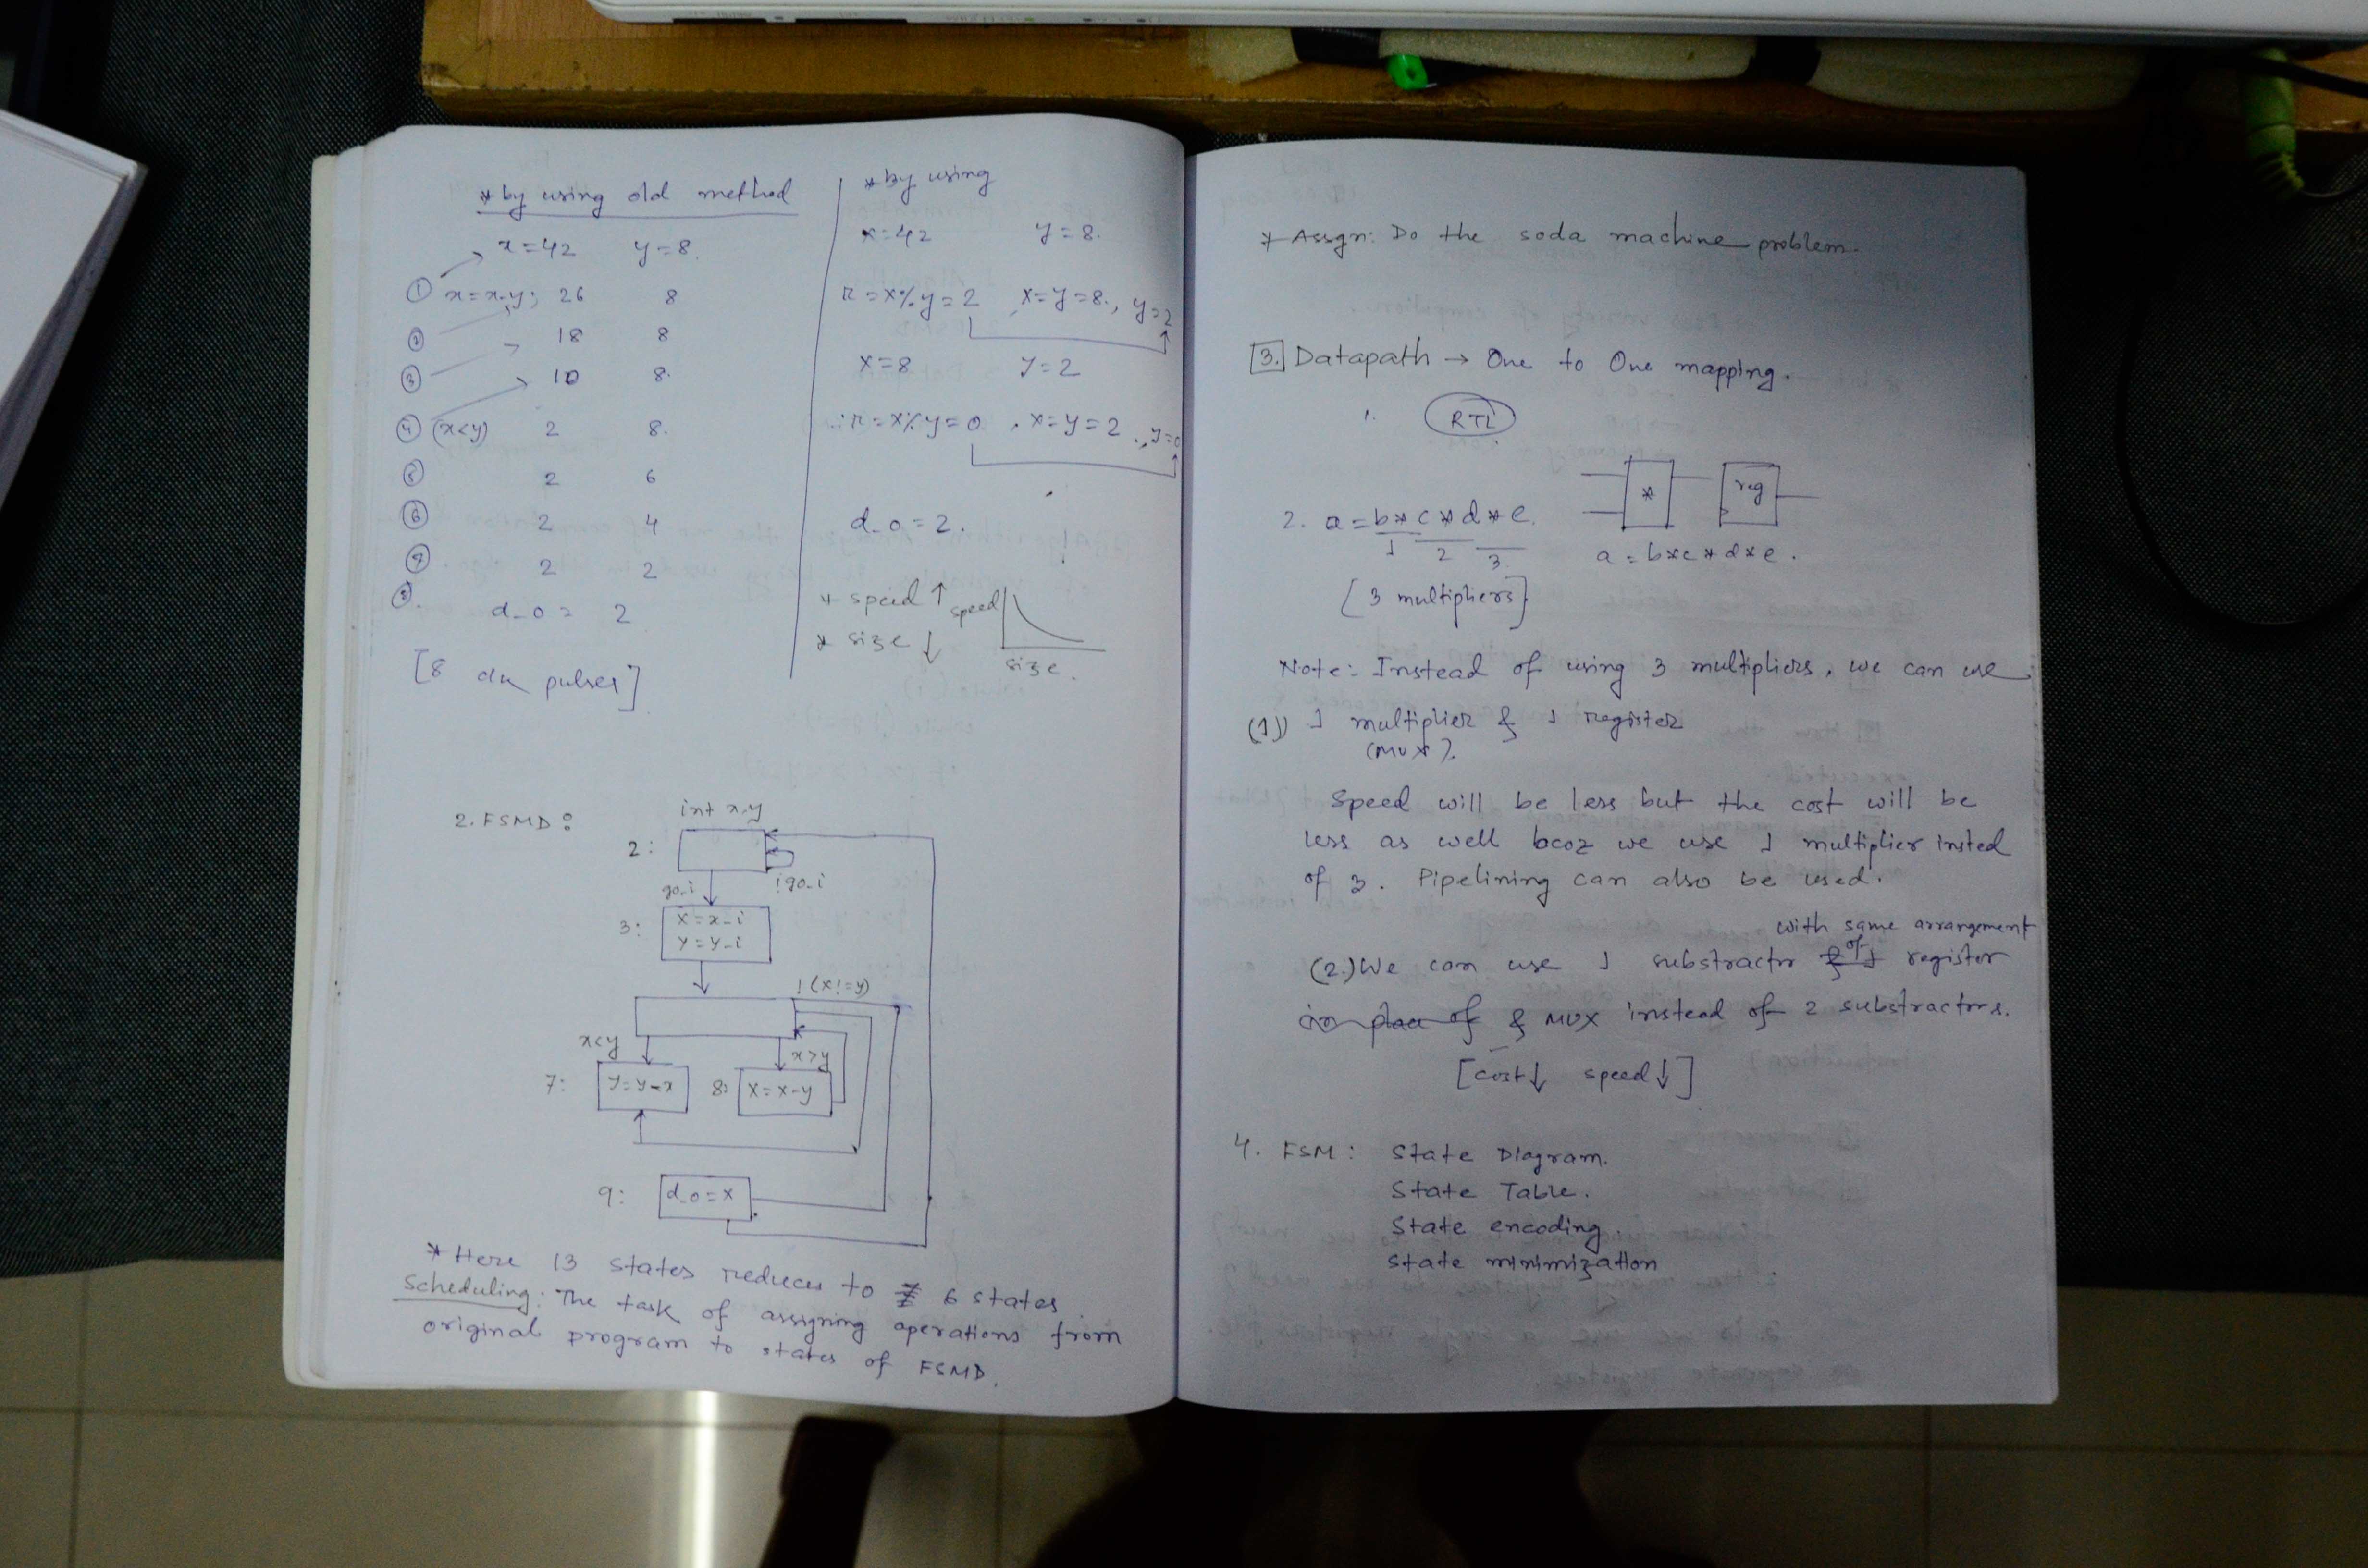 * by using old method
x=42 y=8.
① x=x-y; 26 8
② 18 8
③ 10 8.
④ (x<y) 2 8.
⑤ 2 6
⑥ 2 4
⑦ 2 2
⑧. d_o = 2
[8 clk pulses]
* by using
x=42 y=8.
r=x%y=2, x=y=8., y=2
x=8 y=2
∴ r=x%y=0, x=y=2., y=0
d_o=2.
* speed ↑
* size ↓
speed
size.
2. FSMD:
int x,y
2:
go_i !go_i
3: x=x_i
y=y_i
!(x!=y)
x<y x>y
7: y=y-x 8: x=x-y
9: d_o=x
* Here 13 states reduces to 6 states.
Scheduling: The task of assigning operations from
original program to states of FSMD.
* Assgn: Do the soda machine problem.
3. Datapath → One to One mapping.
1. RTL
* reg
2. a=b*c*d*e.
1 2 3
a=b*c*d*e.
[3 multipliers]
Note: Instead of using 3 multipliers, we can use
(1) 1 multiplier & 1 register
(MUX).
Speed will be less but the cost will be
less as well bcoz we use 1 multiplier insted
of 3. Pipelining can also be used.
with same arrangement
(2.) We can use 1 substractor of register
in place of & MUX instead of 2 substractors.
[cost↓ speed↓]
4. FSM: State Diagram.
State Table.
State encoding.
State minimization